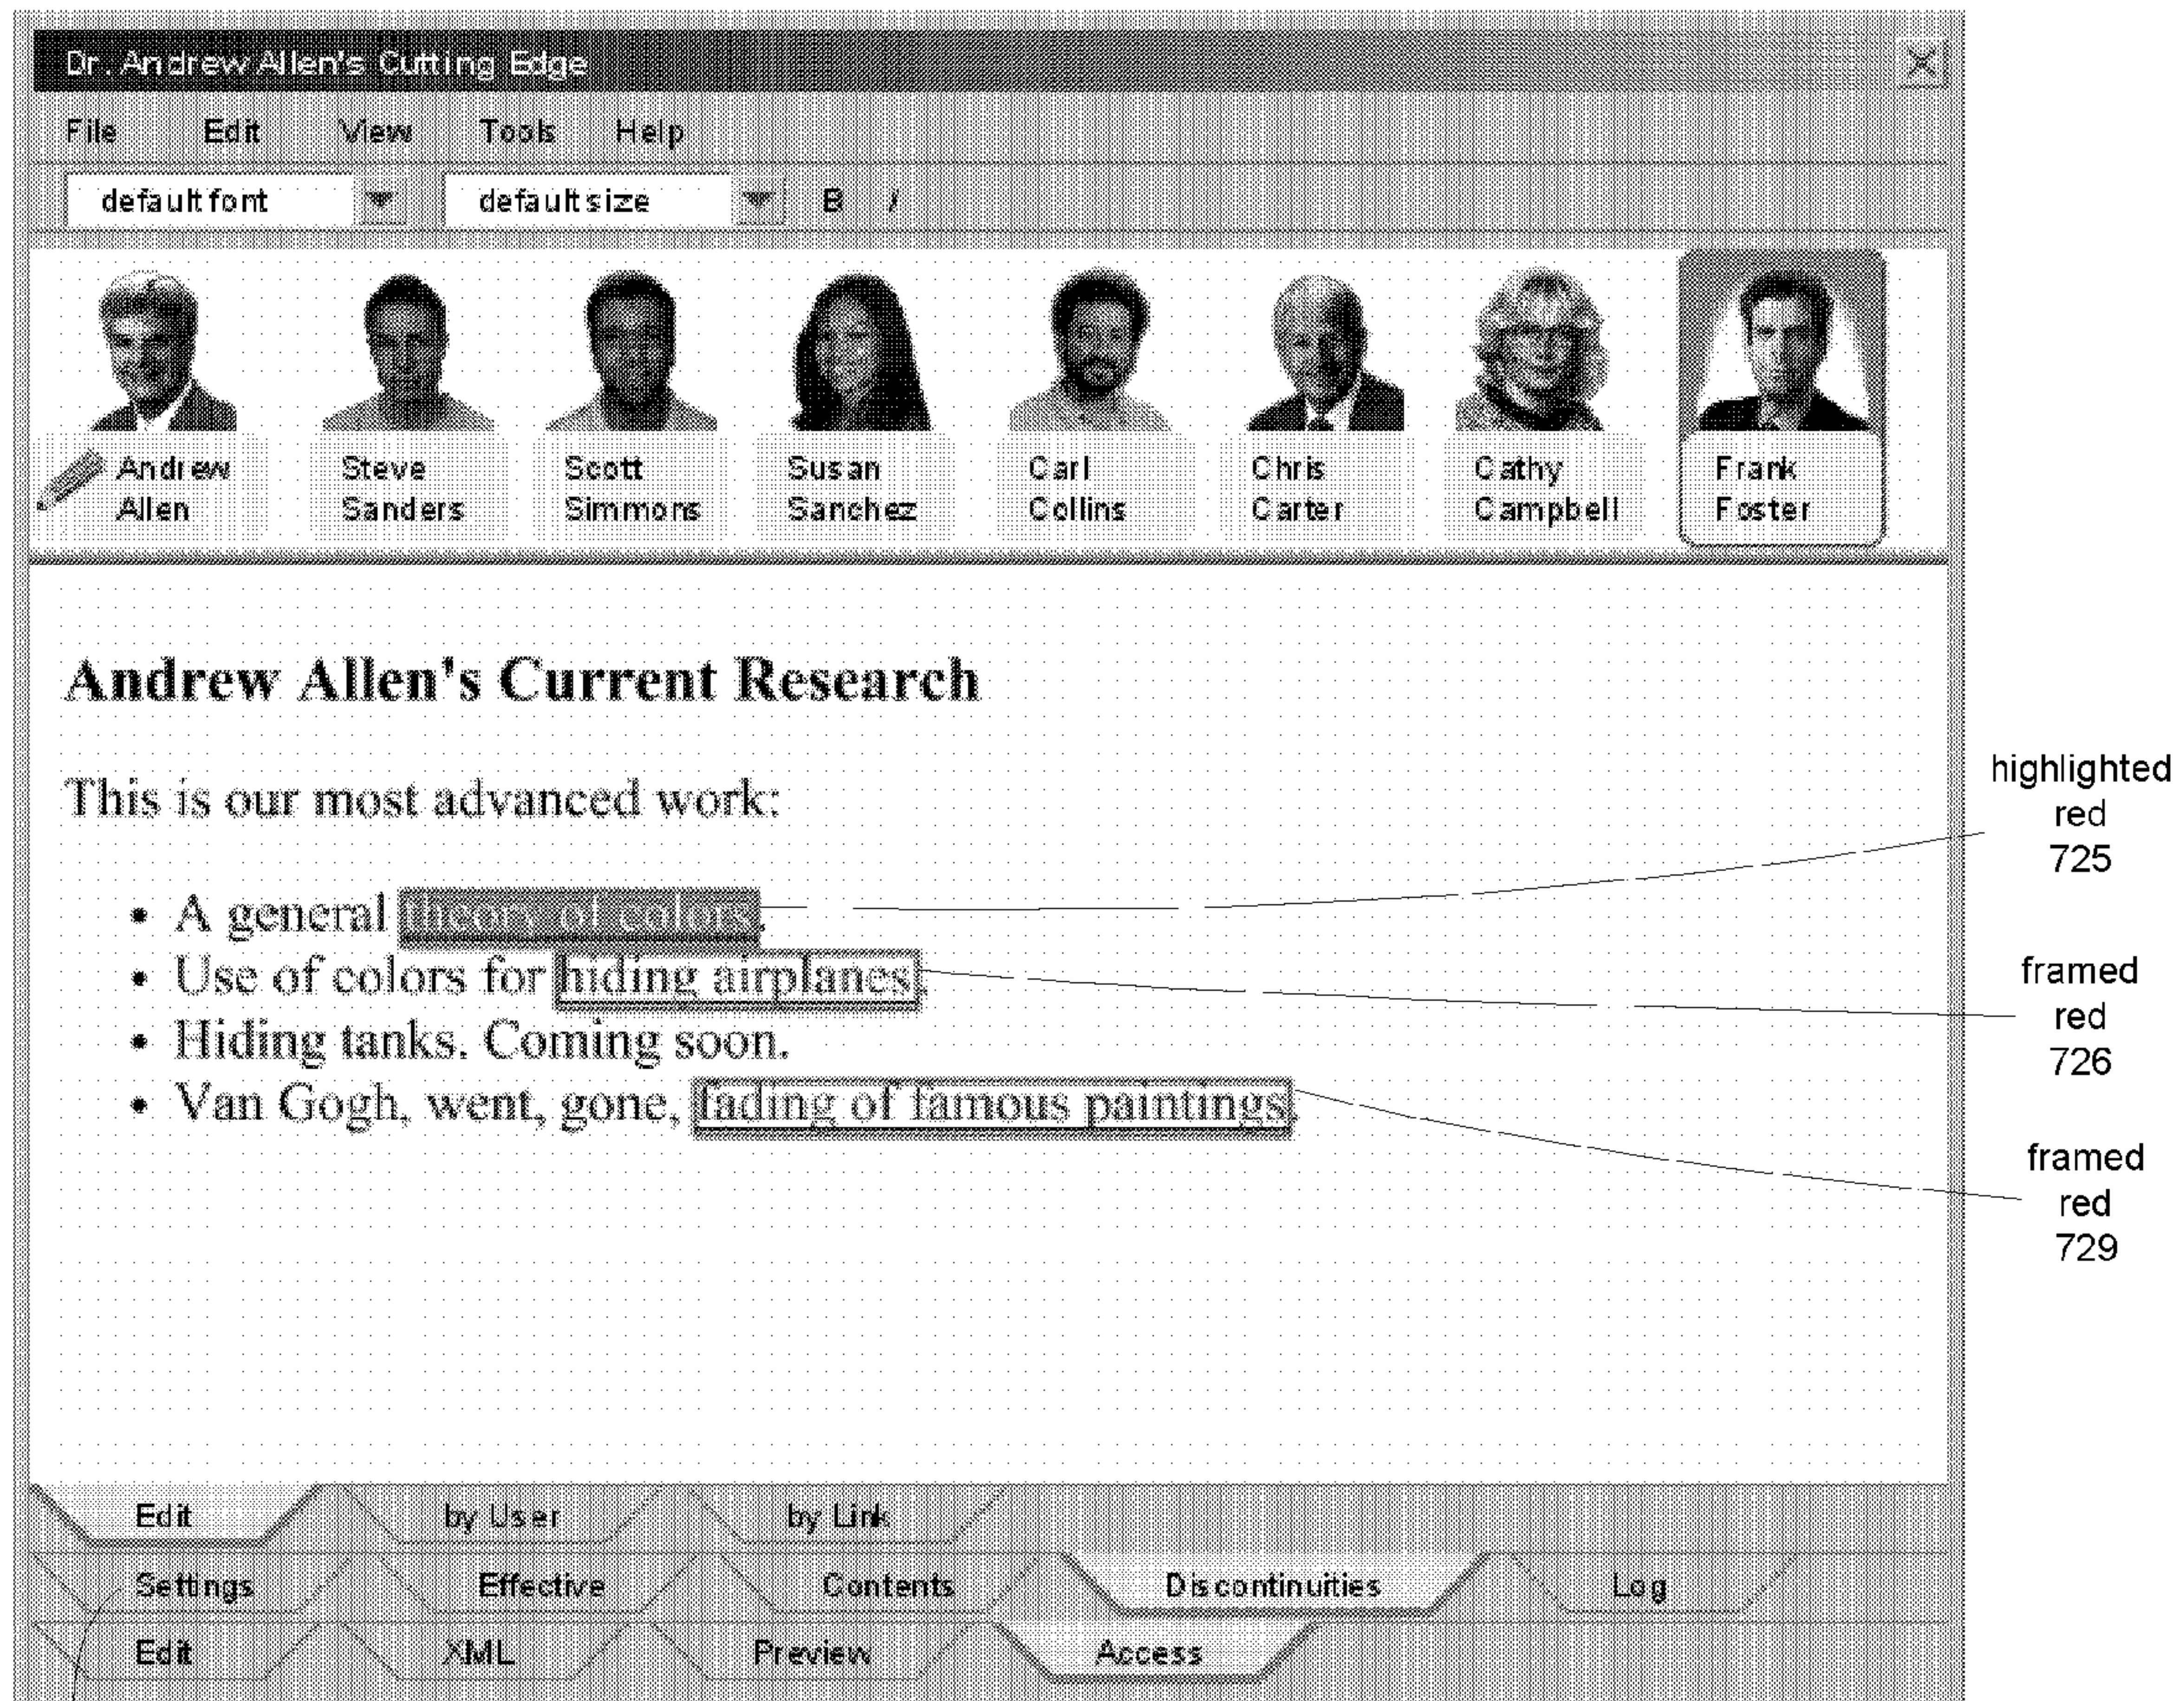 Dr. Andrew Allen's Cutting Edge
File Edit View Tools Help
default font default size B I
Andrew Allen
Steve Sanders
Scott Simmons
Susan Sanchez
Carl Collins
Chris Carter
Cathy Campbell
Frank Foster
Andrew Allen's Current Research
This is our most advanced work:
• A general theory of colors.
• Use of colors for hiding airplanes.
• Hiding tanks. Coming soon.
• Van Gogh, went, gone, fading of famous paintings.
highlighted
red
725
framed
red
726
framed
red
729
Edit by User by Link
Settings Effective Contents Discontinuities Log
Edit XML Preview Access